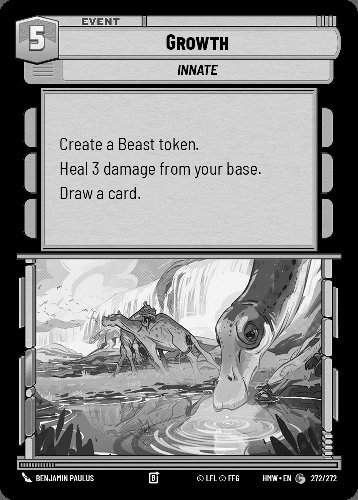 EVENT
5
GROWTH
INNATE
Create a Beast token.
Heal 3 damage from your base.
Draw a card.
BENJAMIN PAULUS
© LFL © FFG
HMW • EN
272/272